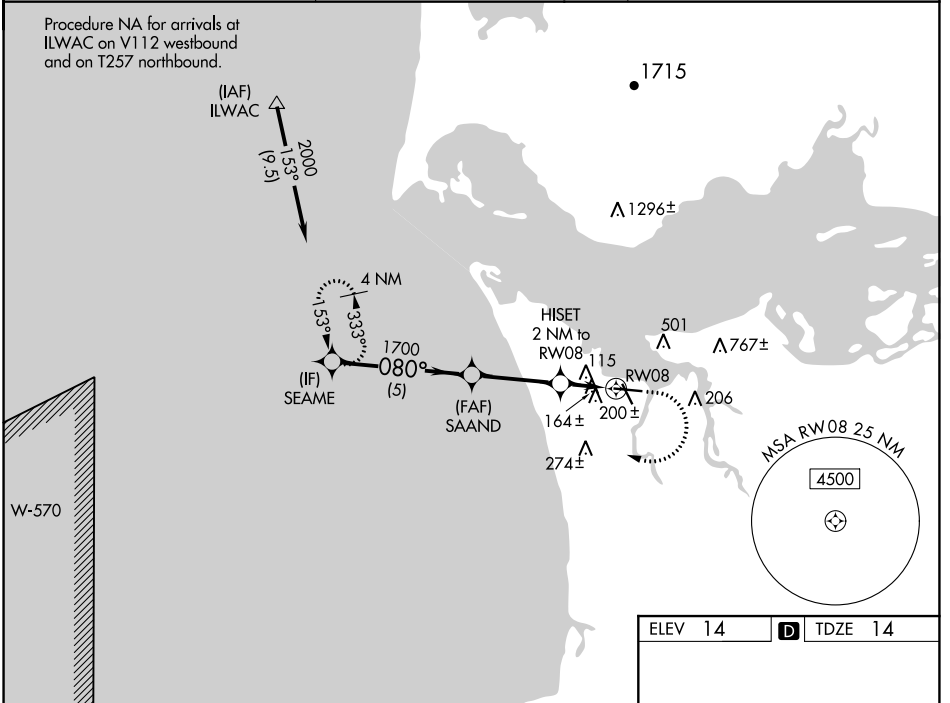 Procedure NA for arrivals at
ILWAC on V112 westbound
and on T257 northbound.
1715
(IAF)
ILWAC
2000
153°
(9.5)
1296±
4 NM
153°
333°
HISET
2 NM to
RW08
501
767±
115
RW08
1700
080°
(5)
(IF)
SEAME
(FAF)
SAAND
164±
200±
206
274±
MSA RW08 25 NM
4500
W-570
ELEV 14
D
TDZE 14